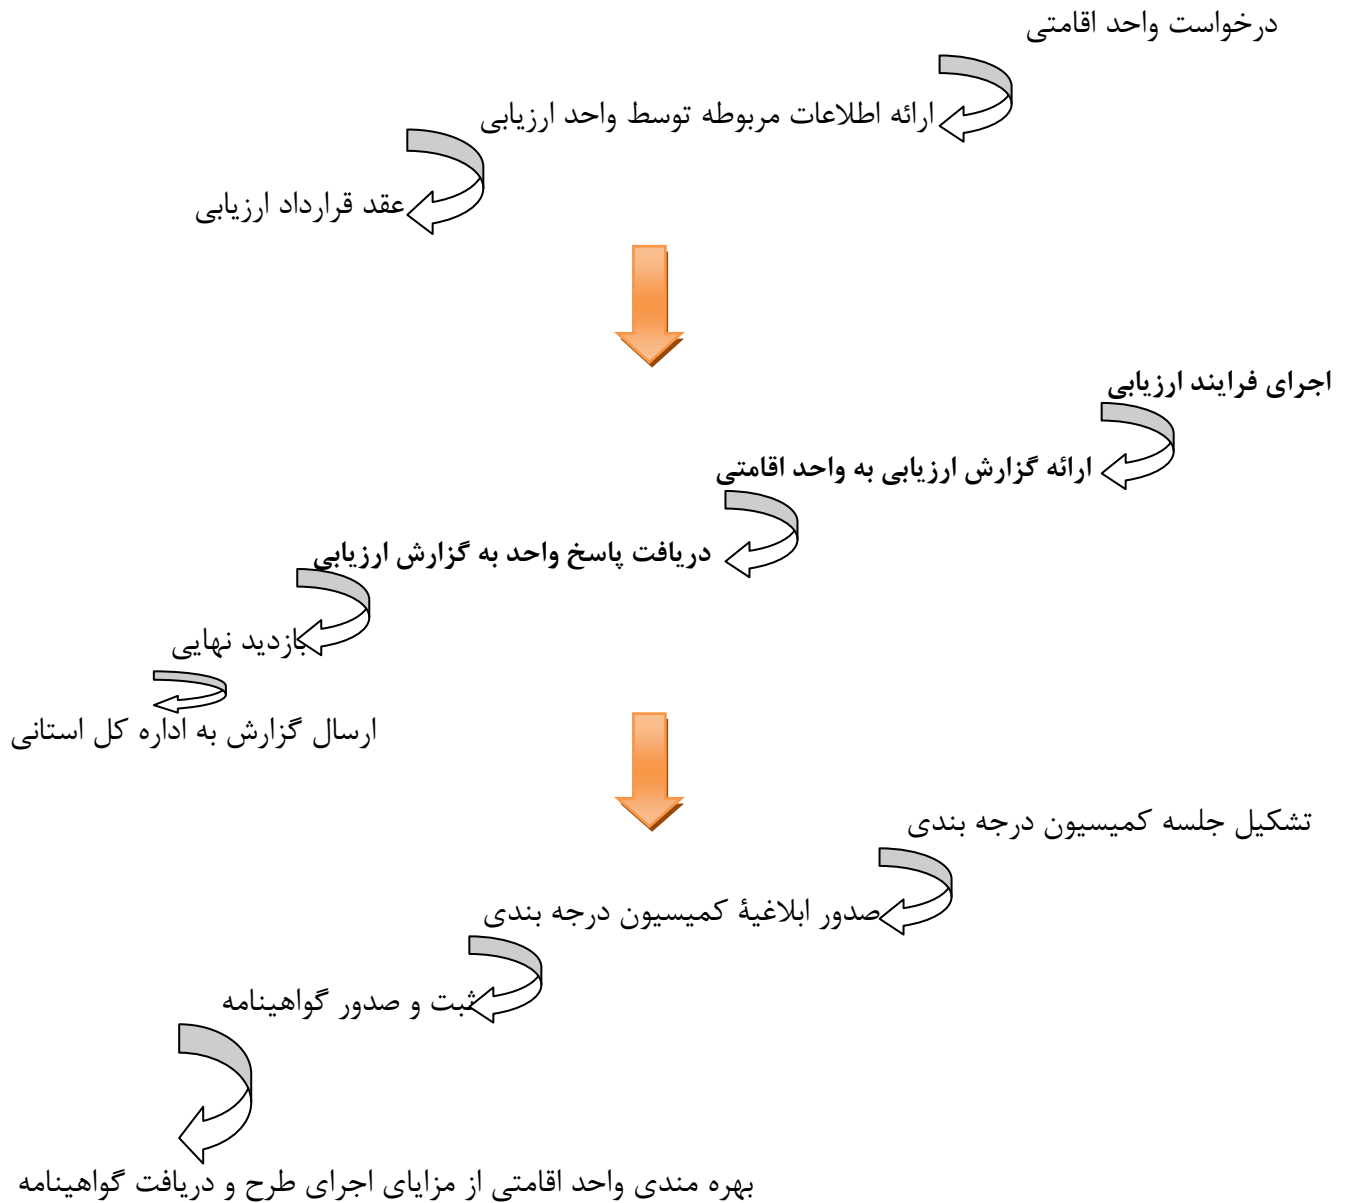 درخواست واحد اقامتی
ارائه اطلاعات مربوطه توسط واحد ارزیابی
عقد قرارداد ارزیابی
اجرای فرایند ارزیابی
ارائه گزارش ارزیابی به واحد اقامتی
دریافت پاسخ واحد به گزارش ارزیابی
بازدید نهایی
ارسال گزارش به اداره کل استانی
تشکیل جلسه کمیسیون درجه بندی
صدور ابلاغیۀ کمیسیون درجه بندی
ثبت و صدور گواهینامه
بهره مندی واحد اقامتی از مزایای اجرای طرح و دریافت گواهینامه